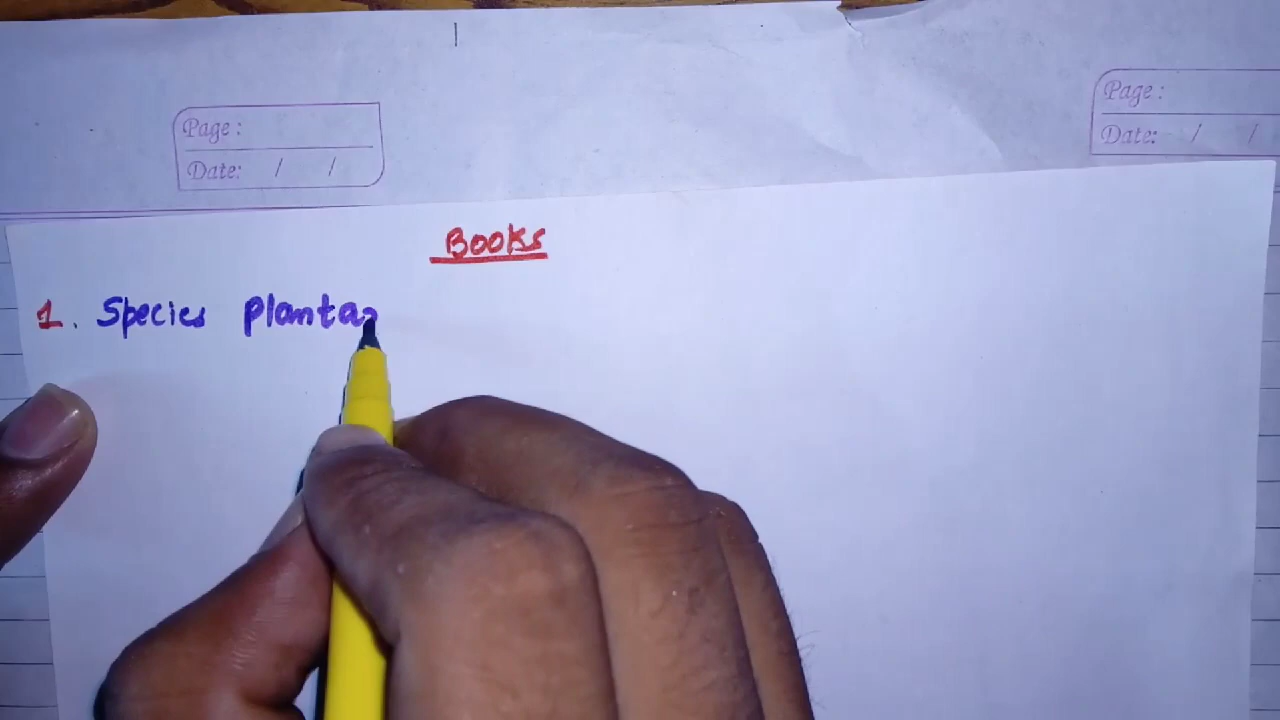 Page :
Date: / /
Page :
Date: / /
Books
1. Species Planta